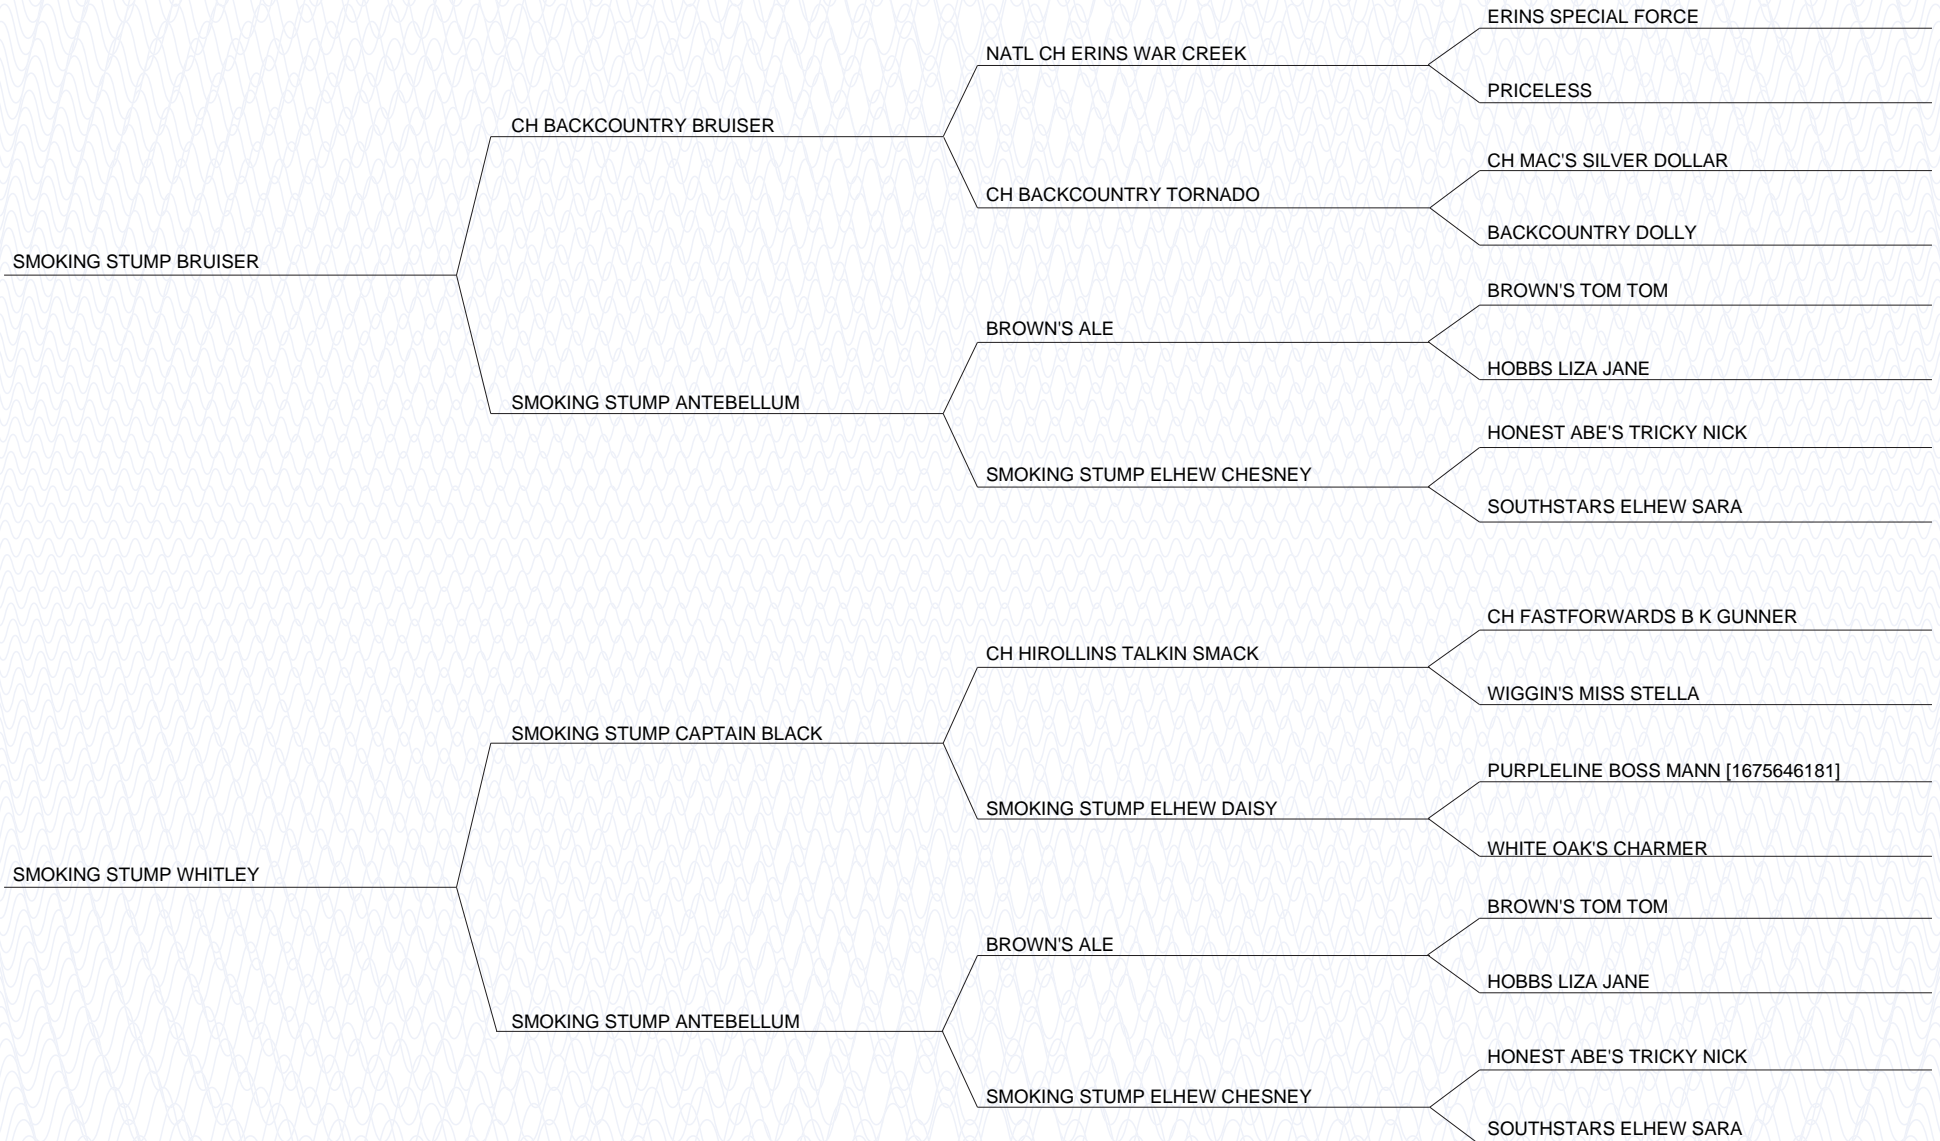 ERINS SPECIAL FORCE
NATL CH ERINS WAR CREEK
PRICELESS
CH BACKCOUNTRY BRUISER
CH MAC'S SILVER DOLLAR
CH BACKCOUNTRY TORNADO
BACKCOUNTRY DOLLY
SMOKING STUMP BRUISER
BROWN'S TOM TOM
BROWN'S ALE
HOBBS LIZA JANE
SMOKING STUMP ANTEBELLUM
HONEST ABE'S TRICKY NICK
SMOKING STUMP ELHEW CHESNEY
SOUTHSTARS ELHEW SARA
CH FASTFORWARDS B K GUNNER
CH HIROLLINS TALKIN SMACK
WIGGIN'S MISS STELLA
SMOKING STUMP CAPTAIN BLACK
PURPLELINE BOSS MANN [1675646181]
SMOKING STUMP ELHEW DAISY
WHITE OAK'S CHARMER
SMOKING STUMP WHITLEY
BROWN'S TOM TOM
BROWN'S ALE
HOBBS LIZA JANE
SMOKING STUMP ANTEBELLUM
HONEST ABE'S TRICKY NICK
SMOKING STUMP ELHEW CHESNEY
SOUTHSTARS ELHEW SARA